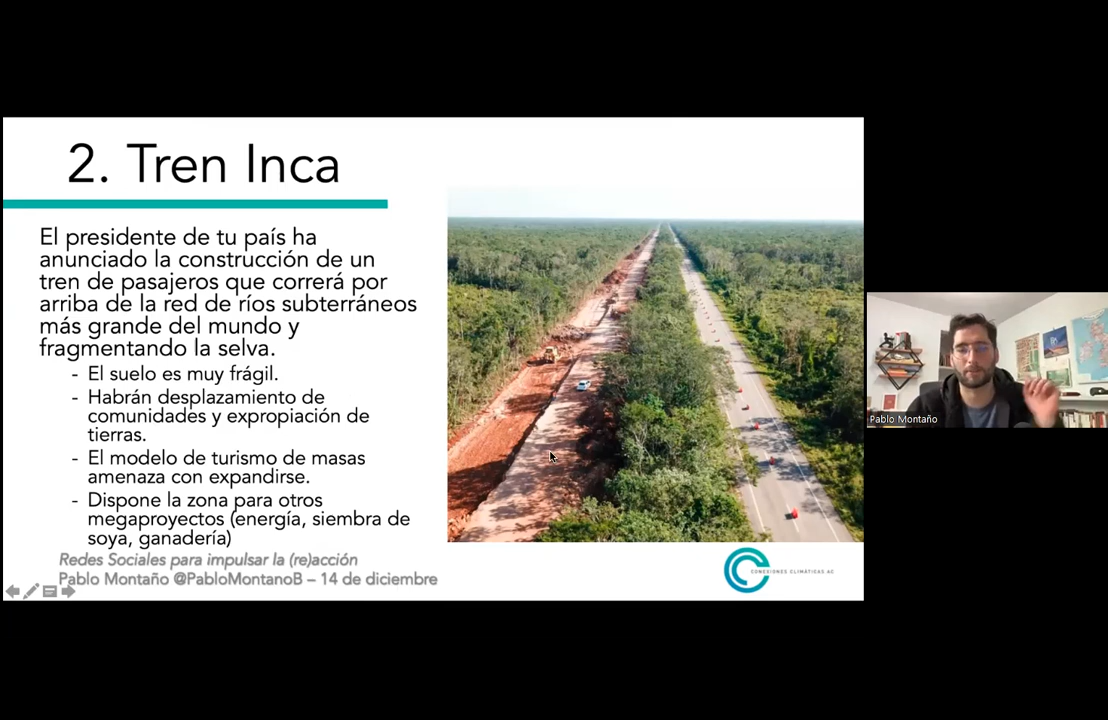 2. Tren Inca
El presidente de tu país ha
anunciado la construcción de un
tren de pasajeros que correrá por
arriba de la red de ríos subterráneos
más grande del mundo y
fragmentando la selva.
- El suelo es muy frágil.
- Habrán desplazamiento de
comunidades y expropiación de
tierras.
- El modelo de turismo de masas
amenaza con expandirse.
- Dispone la zona para otros
megaproyectos (energía, siembra de
soya, ganadería)
Redes Sociales para impulsar la (re)acción
Pablo Montaño @PabloMontanoB – 14 de diciembre
CONEXIONES CLIMÁTICAS.AC
Pablo Montaño